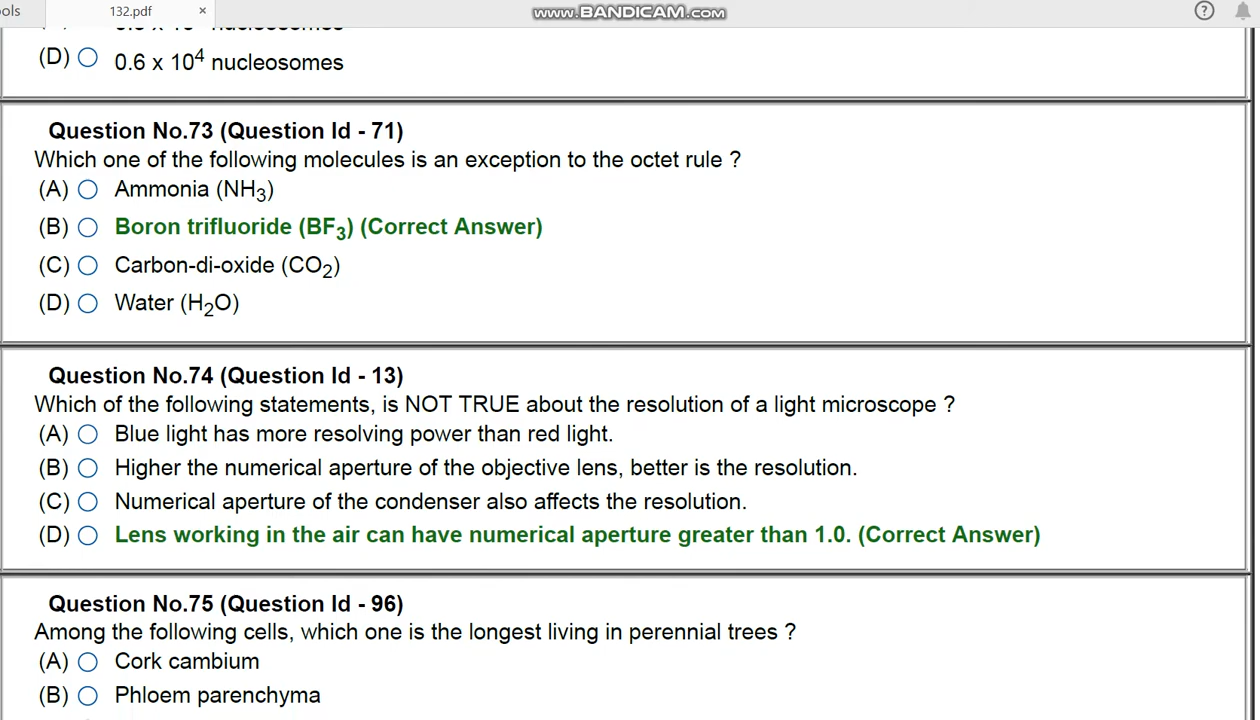 ools 132.pdf × www.BANDICAM.com ?
(D) 0.6 x 10⁴ nucleosomes
Question No.73 (Question Id - 71)
Which one of the following molecules is an exception to the octet rule ?
(A) Ammonia (NH₃)
(B) Boron trifluoride (BF₃) (Correct Answer)
(C) Carbon-di-oxide (CO₂)
(D) Water (H₂O)
Question No.74 (Question Id - 13)
Which of the following statements, is NOT TRUE about the resolution of a light microscope ?
(A) Blue light has more resolving power than red light.
(B) Higher the numerical aperture of the objective lens, better is the resolution.
(C) Numerical aperture of the condenser also affects the resolution.
(D) Lens working in the air can have numerical aperture greater than 1.0. (Correct Answer)
Question No.75 (Question Id - 96)
Among the following cells, which one is the longest living in perennial trees ?
(A) Cork cambium
(B) Phloem parenchyma